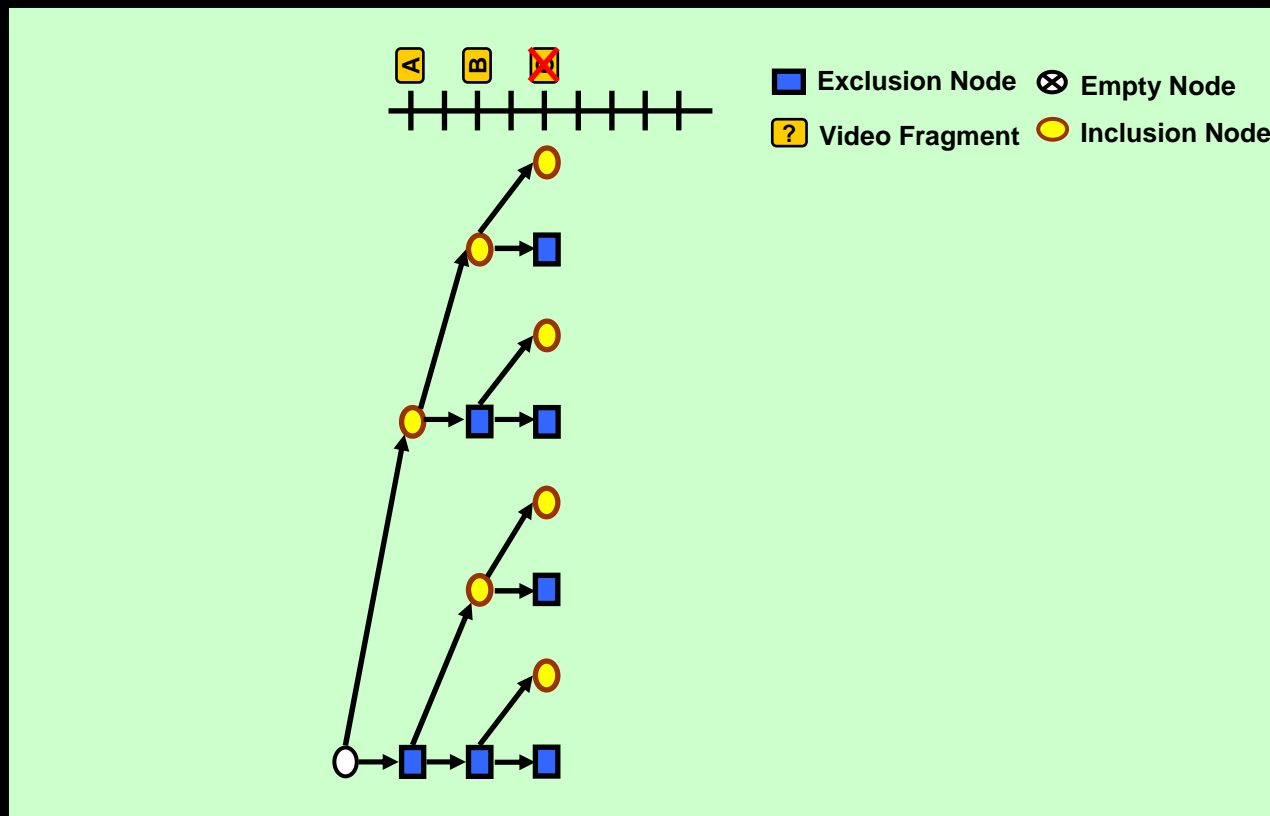 A
B
Exclusion Node
Empty Node
? Video Fragment
Inclusion Node